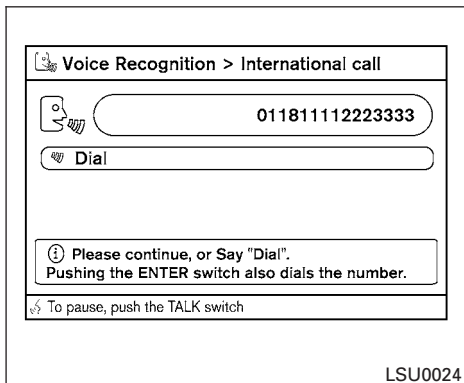 Voice Recognition > International call
011811112223333
Dial
Please continue, or Say "Dial".
Pushing the ENTER switch also dials the number.
To pause, push the TALK switch
LSU0024